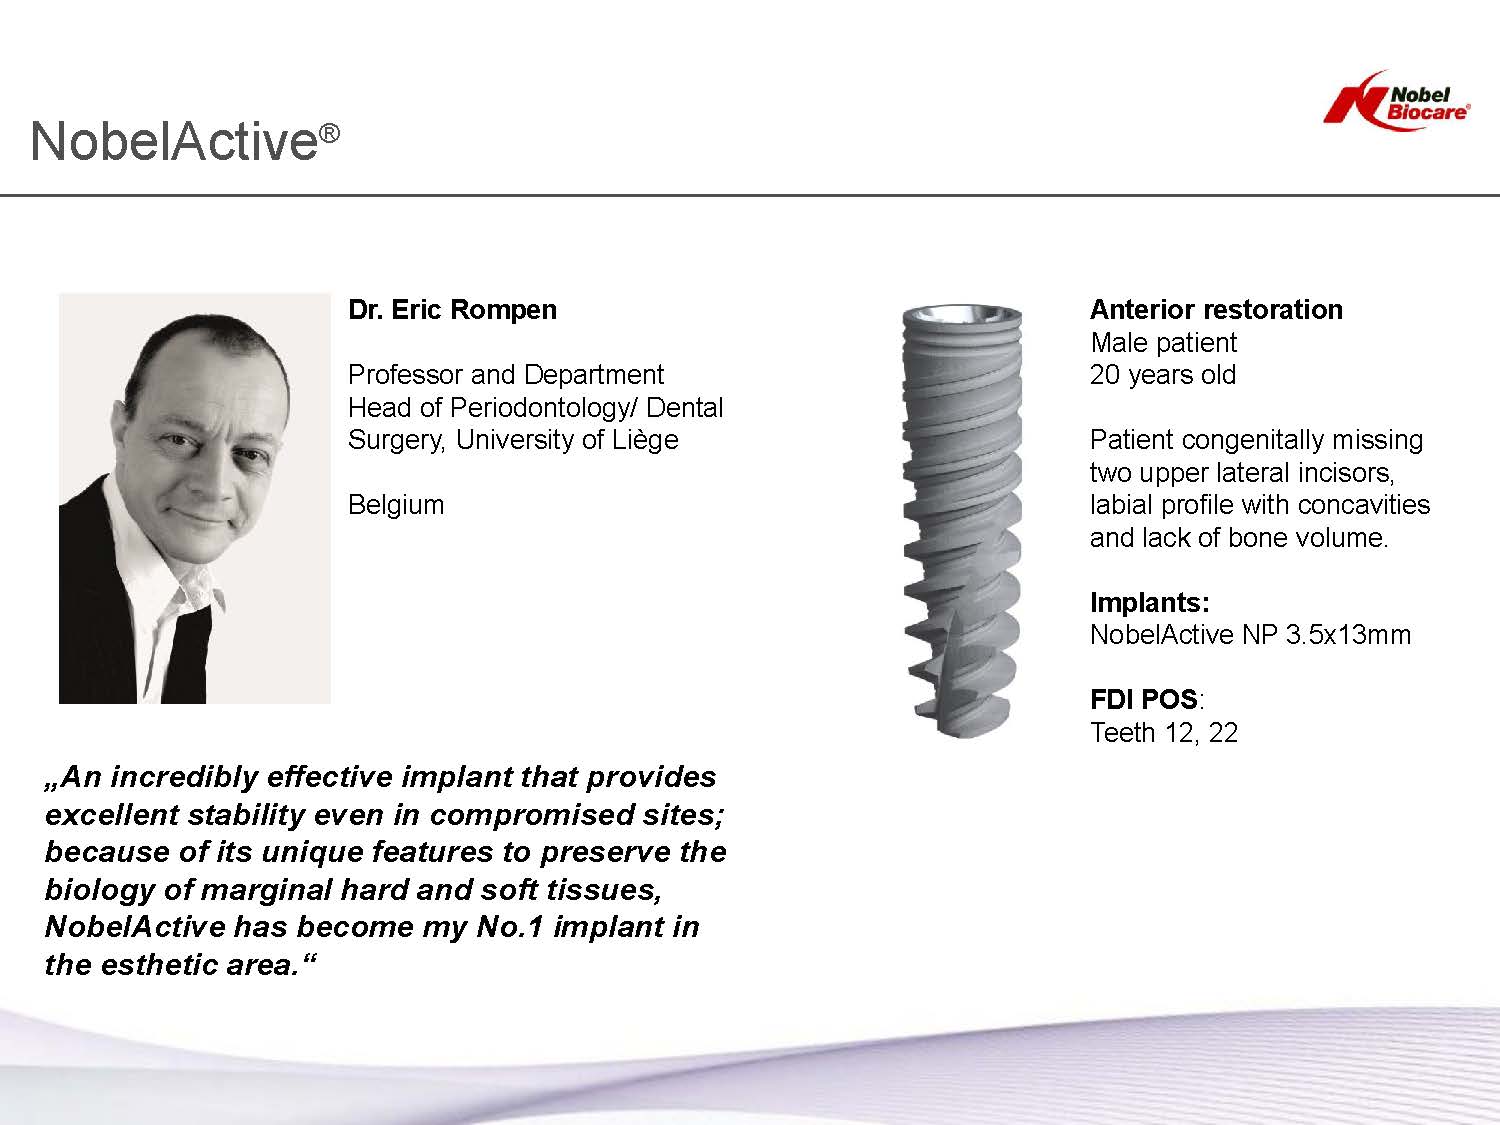 NobelActive®
Nobel
Biocare®
Dr. Eric Rompen
Professor and Department
Head of Periodontology/ Dental
Surgery, University of Liège
Belgium
„An incredibly effective implant that provides
excellent stability even in compromised sites;
because of its unique features to preserve the
biology of marginal hard and soft tissues,
NobelActive has become my No.1 implant in
the esthetic area.“
Anterior restoration
Male patient
20 years old
Patient congenitally missing
two upper lateral incisors,
labial profile with concavities
and lack of bone volume.
Implants:
NobelActive NP 3.5x13mm
FDI POS:
Teeth 12, 22